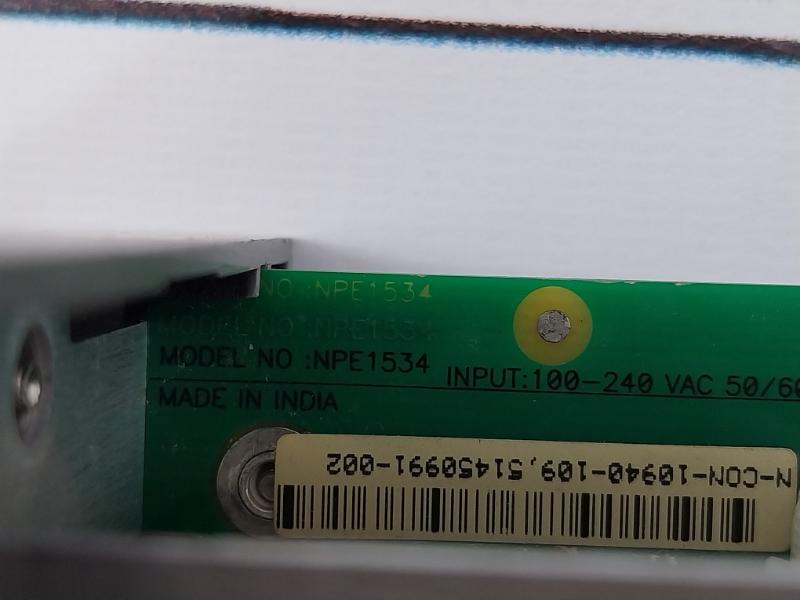 NO :NPE1534
MODEL NO :NPE1534
MODEL NO :NPE1534
INPUT:100-240 VAC 50/60
MADE IN INDIA
N-CON-10940-109,51450991-002